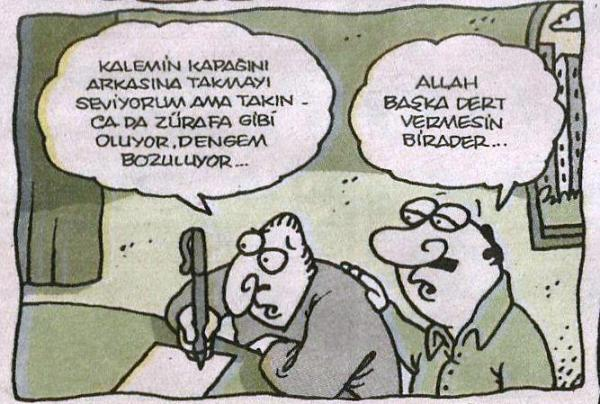 KALEMİN KAPAĞINI
ARKASINA TAKMAYI
SEVİYORUM AMA TAKIN-
CA DA ZÜRAFA GİBİ
OLUYOR, DENGEM
BOZULUYOR...
ALLAH
BAŞKA DERT
VERMESİN
BİRADER...